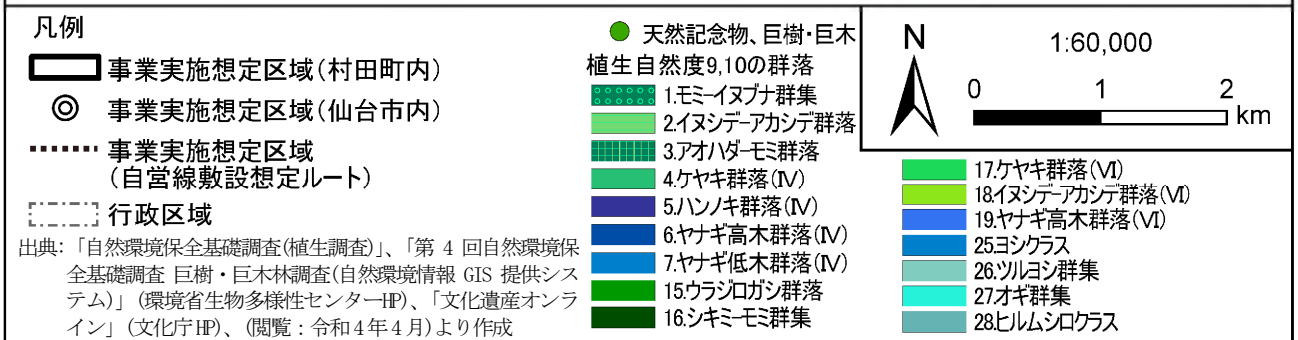 凡例
事業実施想定区域(村田町内)
事業実施想定区域(仙台市内)
事業実施想定区域
(自営線敷設想定ルート)
行政区域
出典:「自然環境保全基礎調査(植生調査)」、「第 4 回自然環境保
全基礎調査 巨樹・巨木林調査(自然環境情報 GIS 提供シス
テム)」(環境省生物多様性センターHP)、「文化遺産オンラ
イン」(文化庁 HP)、(閲覧:令和4年4月)より作成
天然記念物、巨樹・巨木
植生自然度9,10の群落
1.モミーイヌブナ群集
2.イヌシデーアカシデ群落
3.アオハダーモミ群落
4.ケヤキ群落(Ⅳ)
5.ハンノキ群落(Ⅳ)
6.ヤナギ高木群落(Ⅳ)
7.ヤナギ低木群落(Ⅳ)
15.ウラジロガシ群落
16.シキミーモミ群集
N
1:60,000
0 1 2
km
17.ケヤキ群落(Ⅵ)
18.イヌシデーアカシデ群落(Ⅵ)
19.ヤナギ高木群落(Ⅵ)
25.ヨシクラス
26.ツルヨシ群集
27.オギ群集
28.ヒルムシロクラス